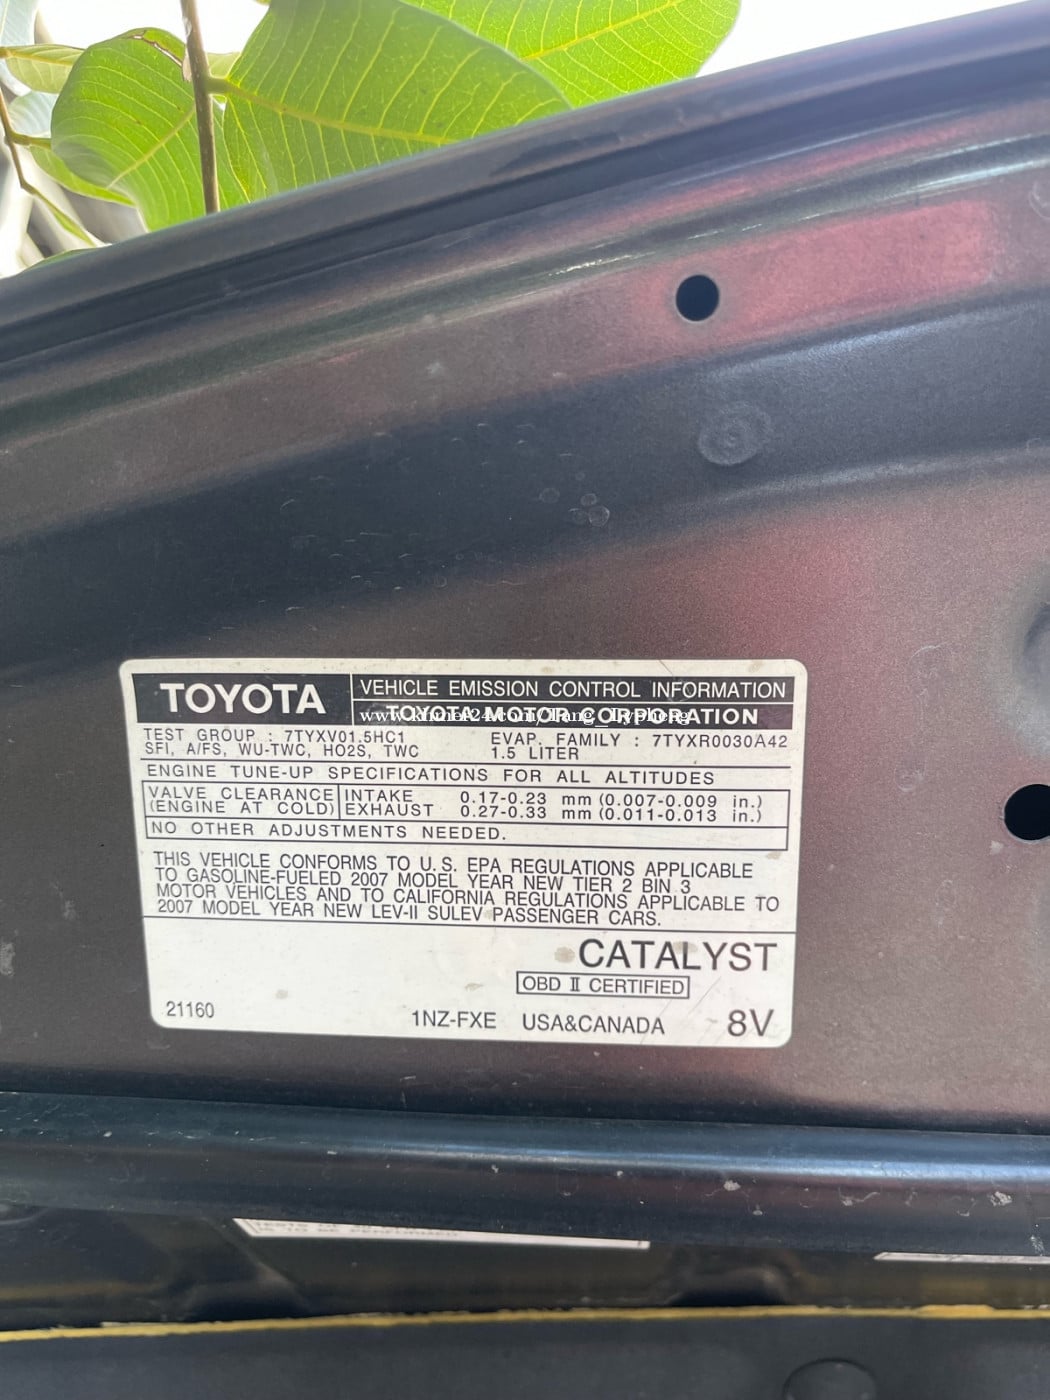 TOYOTA
VEHICLE EMISSION CONTROL INFORMATION
TOYOTA MOTOR CORPORATION
TEST GROUP : 7TYXV01.5HC1 EVAP. FAMILY : 7TYXR0030A42
SFI, A/FS, WU-TWC, HO2S, TWC 1.5 LITER
ENGINE TUNE-UP SPECIFICATIONS FOR ALL ALTITUDES
VALVE CLEARANCE INTAKE 0.17-0.23 mm (0.007-0.009 in.)
(ENGINE AT COLD) EXHAUST 0.27-0.33 mm (0.011-0.013 in.)
NO OTHER ADJUSTMENTS NEEDED.
THIS VEHICLE CONFORMS TO U.S. EPA REGULATIONS APPLICABLE
TO GASOLINE-FUELED 2007 MODEL YEAR NEW TIER 2 BIN 3
MOTOR VEHICLES AND TO CALIFORNIA REGULATIONS APPLICABLE TO
2007 MODEL YEAR NEW LEV-II SULEV PASSENGER CARS.
CATALYST
OBD II CERTIFIED
21160 1NZ-FXE USA&CANADA 8V